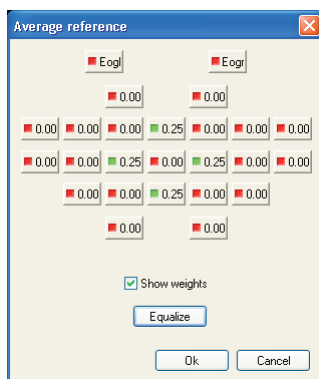 Average reference
Eogl Eogr
0.00 0.00
0.00 0.00 0.00 0.25 0.00 0.00 0.00
0.00 0.00 0.25 0.00 0.25 0.00 0.00
0.00 0.00 0.25 0.00 0.00
0.00 0.00
Show weights
Equalize
Ok Cancel